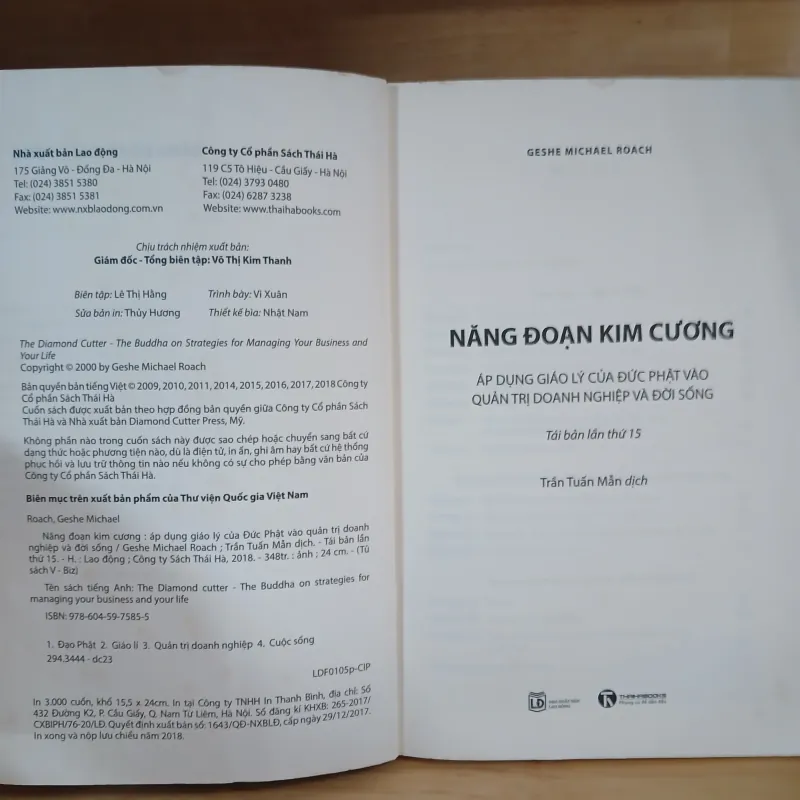 Nhà xuất bản Lao động
175 Giảng Võ - Đống Đa - Hà Nội
Tel: (024) 3851 5380
Fax: (024) 3851 5381
Website: www.nxblaodong.com.vn
Công ty Cổ phần Sách Thái Hà
119 C5 Tô Hiệu - Cầu Giấy - Hà Nội
Tel: (024) 3793 0480
Fax: (024) 6287 3238
Website: www.thaihabooks.com
Chịu trách nhiệm xuất bản:
Giám đốc - Tổng biên tập: Võ Thị Kim Thanh
Biên tập: Lê Thị Hằng
Trình bày: Vi Xuân
Sửa bản in: Thủy Hương
Thiết kế bìa: Nhật Nam
The Diamond Cutter - The Buddha on Strategies for Managing Your Business and
Your Life
Copyright © 2000 by Geshe Michael Roach
Bản quyền bản tiếng Việt © 2009, 2010, 2011, 2014, 2015, 2016, 2017, 2018 Công ty
Cổ phần Sách Thái Hà
Cuốn sách được xuất bản theo hợp đồng bản quyền giữa Công ty Cổ phần Sách
Thái Hà và Nhà xuất bản Diamond Cutter Press, Mỹ.
Không phần nào trong cuốn sách này được sao chép hoặc chuyển sang bất cứ
dạng thức hoặc phương tiện nào, dù là điện tử, in ấn, ghi âm hay bất cứ hệ thống
phục hồi và lưu trữ thông tin nào nếu không có sự cho phép bằng văn bản của
Công ty Cổ phần Sách Thái Hà.
Biên mục trên xuất bản phẩm của Thư viện Quốc gia Việt Nam
Roach, Geshe Michael
Năng đoạn kim cương : áp dụng giáo lý của Đức Phật vào quản trị doanh
nghiệp và đời sống / Geshe Michael Roach ; Trần Tuấn Mẫn dịch. - Tái bản lần
thứ 15. - H. : Lao động ; Công ty Sách Thái Hà, 2018. - 348tr. : ảnh ; 24 cm. - (Tủ
sách V - Biz)
Tên sách tiếng Anh: The Diamond cutter - The Buddha on strategies for
managing your business and your life
ISBN: 978-604-59-7585-5
1. Đạo Phật 2. Giáo lí 3. Quản trị doanh nghiệp 4. Cuộc sống
294.3444 - dc23
LDF0105p-CIP
In 3.000 cuốn, khổ 15,5 x 24cm. In tại Công ty TNHH In Thanh Bình, địa chỉ: Số
432 Đường K2, P. Cầu Giấy, Q. Nam Từ Liêm, Hà Nội. Số đăng kí KHXB: 265-2017/
CXBIPH/76-20/LĐ. Quyết định xuất bản số: 1643/QĐ-NXBLĐ, cấp ngày 29/12/2017.
In xong và nộp lưu chiểu năm 2018.
GESHE MICHAEL ROACH
NĂNG ĐOẠN KIM CƯƠNG
ÁP DỤNG GIÁO LÝ CỦA ĐỨC PHẬT VÀO
QUẢN TRỊ DOANH NGHIỆP VÀ ĐỜI SỐNG
Tái bản lần thứ 15
Trần Tuấn Mẫn dịch
LĐ
NHÀ XUẤT BẢN
LAO ĐỘNG
THAIHABOOKS